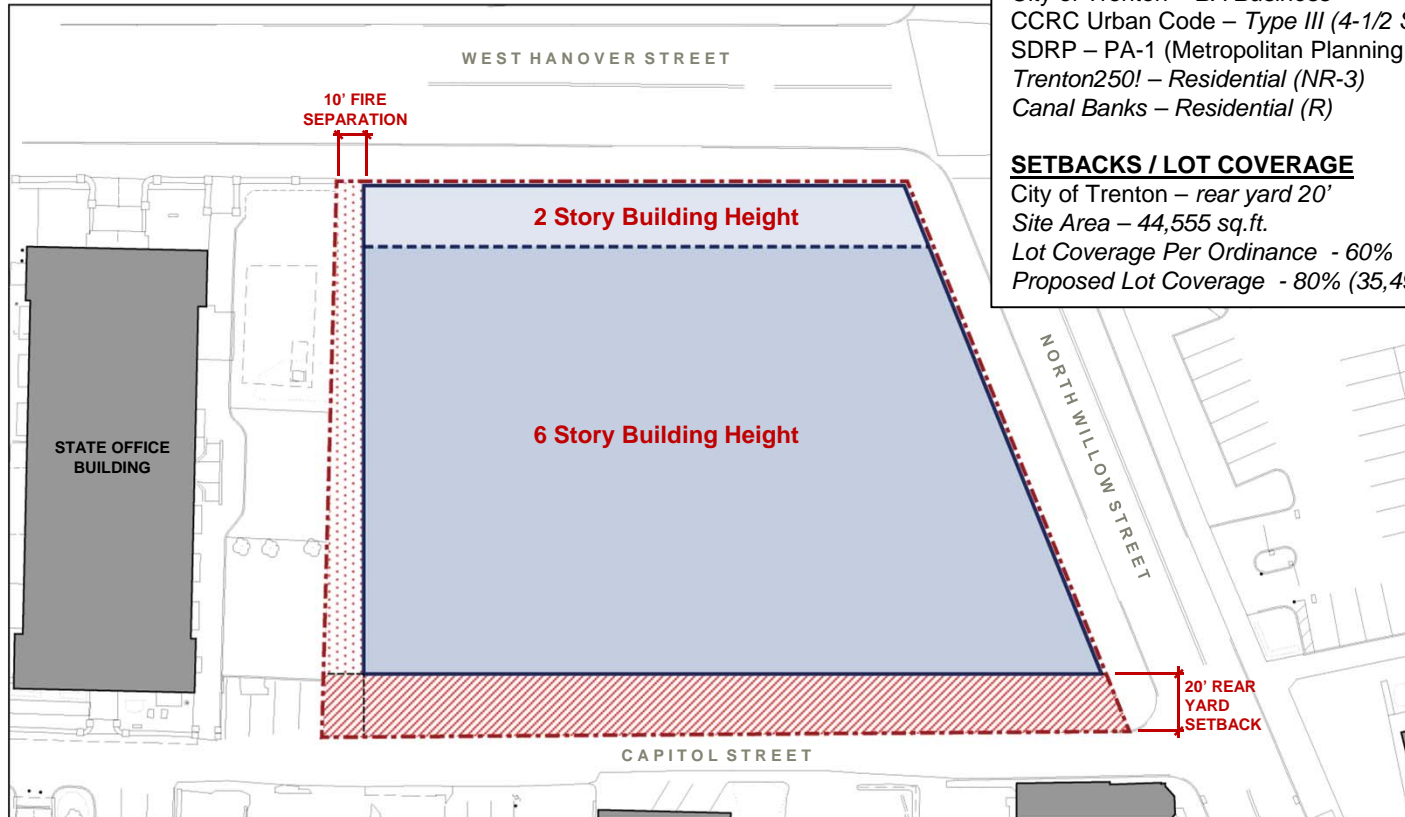 CCRC Urban Code – Type III (4-1/2
SDRP – PA-1 (Metropolitan Planning
Trenton250! – Residential (NR-3)
Canal Banks – Residential (R)
SETBACKS / LOT COVERAGE
City of Trenton – rear yard 20'
Site Area – 44,555 sq.ft.
Lot Coverage Per Ordinance - 60%
Proposed Lot Coverage - 80%
WEST HANOVER STREET
10' FIRE
SEPARATION
2 Story Building Height
6 Story Building Height
STATE OFFICE
BUILDING
NORTH WILLOW STREET
20' REAR
YARD
SETBACK
CAPITOL STREET